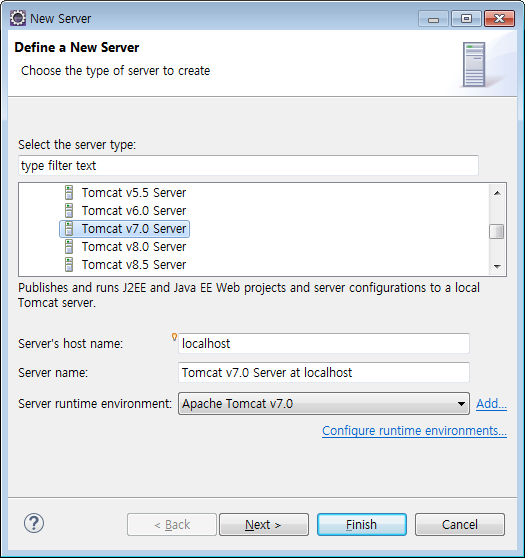 New Server
Define a New Server
Choose the type of server to create
Select the server type:
type filter text
Tomcat v5.5 Server
Tomcat v6.0 Server
Tomcat v7.0 Server
Tomcat v8.0 Server
Tomcat v8.5 Server
Publishes and runs J2EE and Java EE Web projects and server configurations to a local
Tomcat server.
Server's host name: localhost
Server name: Tomcat v7.0 Server at localhost
Server runtime environment: Apache Tomcat v7.0 Add...
Configure runtime environments...
? < Back Next > Finish Cancel